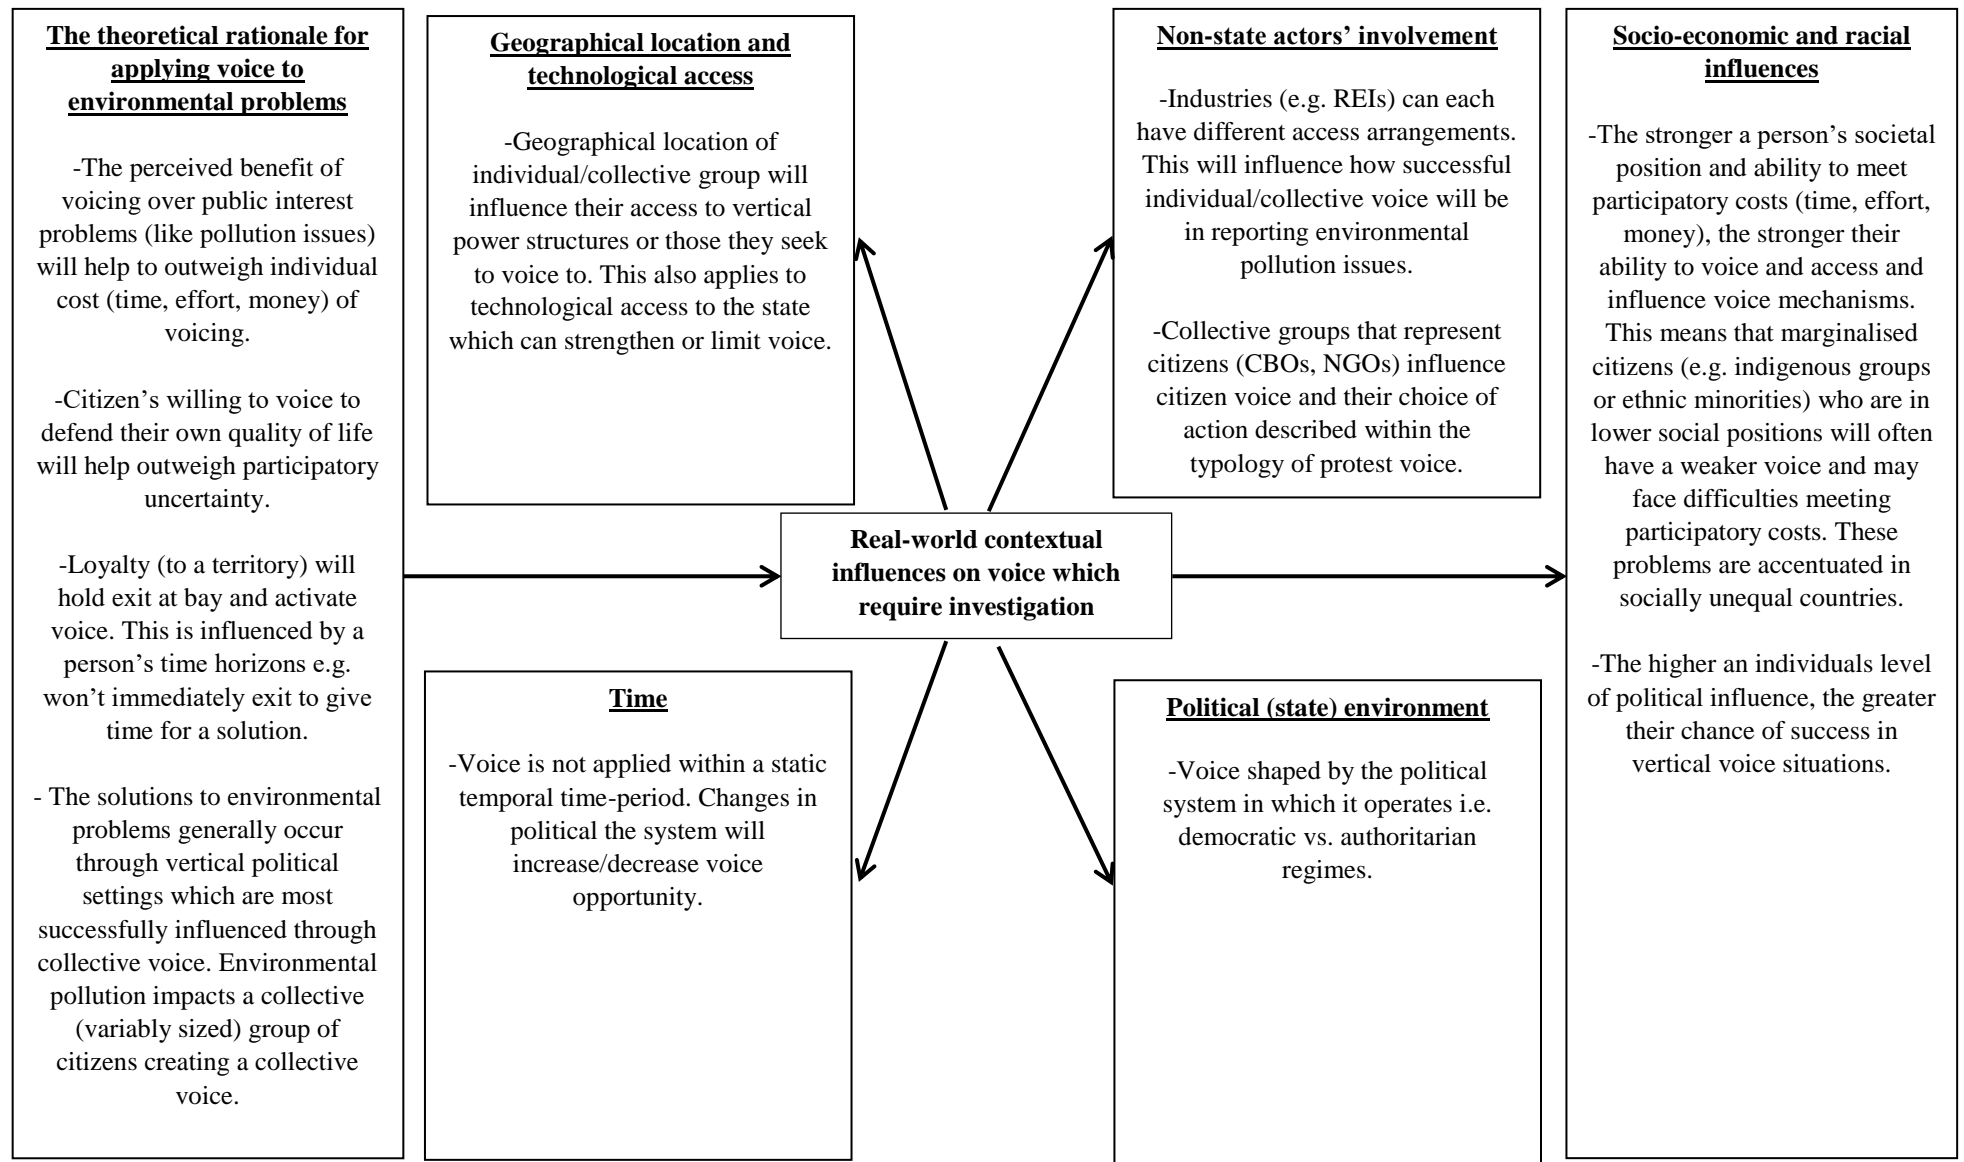 The theoretical rationale for
applying voice to
environmental problems
-The perceived benefit of
voicing over public interest
problems (like pollution issues)
will help to outweigh individual
cost (time, effort, money) of
voicing.
-Citizen’s willing to voice to
defend their own quality of life
will help outweigh participatory
uncertainty.
-Loyalty (to a territory) will
hold exit at bay and activate
voice. This is influenced by a
person’s time horizons e.g.
won’t immediately exit to give
time for a solution.
- The solutions to environmental
problems generally occur
through vertical political
settings which are most
successfully influenced through
collective voice. Environmental
pollution impacts a collective
(variably sized) group of
citizens creating a collective
voice.
Geographical location and
technological access
-Geographical location of
individual/collective group will
influence their access to vertical
power structures or those they seek
to voice to. This also applies to
technological access to the state
which can strengthen or limit voice.
Non-state actors’ involvement
-Industries (e.g. REIs) can each
have different access arrangements.
This will influence how successful
individual/collective voice will be
in reporting environmental
pollution issues.
-Collective groups that represent
citizens (CBOs, NGOs) influence
citizen voice and their choice of
action described within the
typology of protest voice.
Real-world contextual
influences on voice which
require investigation
Time
-Voice is not applied within a static
temporal time-period. Changes in
political the system will
increase/decrease voice
opportunity.
Political (state) environment
-Voice shaped by the political
system in which it operates i.e.
democratic vs. authoritarian
regimes.
Socio-economic and racial
influences
-The stronger a person’s societal
position and ability to meet
participatory costs (time, effort,
money), the stronger their
ability to voice and access and
influence voice mechanisms.
This means that marginalised
citizens (e.g. indigenous groups
or ethnic minorities) who are in
lower social positions will often
have a weaker voice and may
face difficulties meeting
participatory costs. These
problems are accentuated in
socially unequal countries.
-The higher an individuals level
of political influence, the greater
their chance of success in
vertical voice situations.